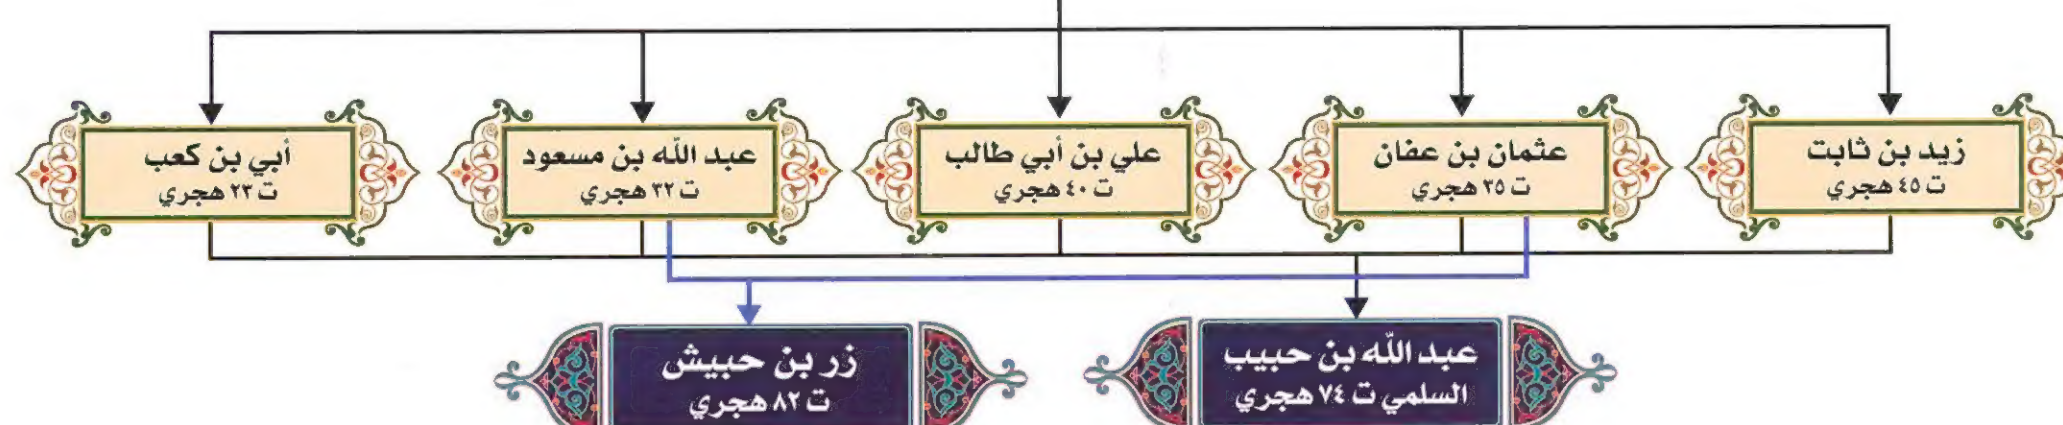 زيد بن ثابت
ت ٤٥ هجري
عثمان بن عفان
ت ٣٥ هجري
علي بن أبي طالب
ت ٤٠ هجري
عبد الله بن مسعود
ت ٣٢ هجري
أبي بن كعب
ت ٢٣ هجري
عبد الله بن حبيب
السلمي ت ٧٤ هجري
زر بن حبيش
ت ٨٢ هجري